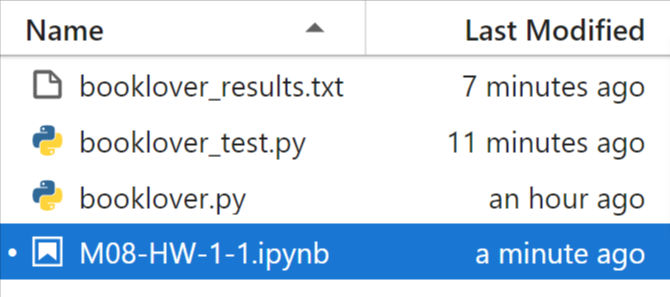 Name Last Modified
booklover_results.txt 7 minutes ago
booklover_test.py 11 minutes ago
booklover.py an hour ago
M08-HW-1-1.ipynb a minute ago